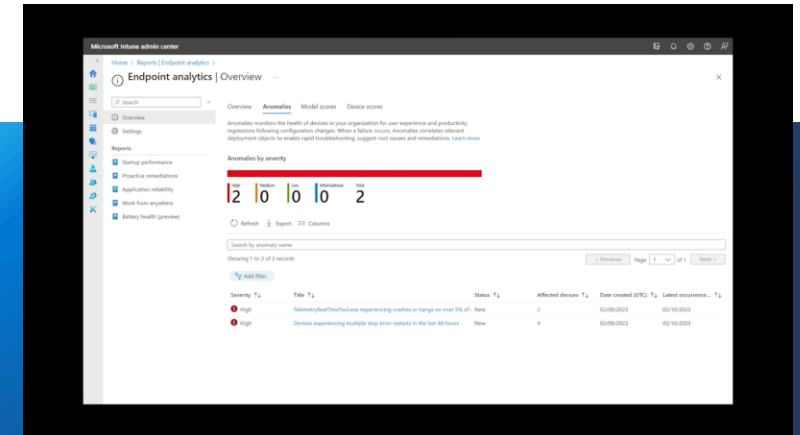 Microsoft Intune admin center
Home > Reports | Endpoint analytics >
Endpoint analytics | Overview ...
Search
Overview
Settings
Reports
Startup performance
Proactive remediations
Application reliability
Work from anywhere
Battery health (preview)
Overview Anomalies Model scores Device scores
Anomalies monitors the health of devices in your organization for user experience and productivity
regressions following configuration changes. When a failure occurs, Anomalies correlates relevant
deployment objects to enable rapid troubleshooting, suggest root causes and remediations. Learn more
Anomalies by severity
High Medium Low Informational Total
2 0 0 0 2
Refresh Export Columns
Search by anomaly name
Showing 1 to 2 of 2 records
< Previous Page 1 of 1 Next >
Add filter
Severity Title Status Affected devices Date created (UTC) Latest occurrence...
High experiencing crashes or hangs on over 5% of New 2 02/08/2023 02/10/2023
High Devices experiencing multiple stop error restarts in the last 48 hours New 4 02/08/2023 02/10/2023